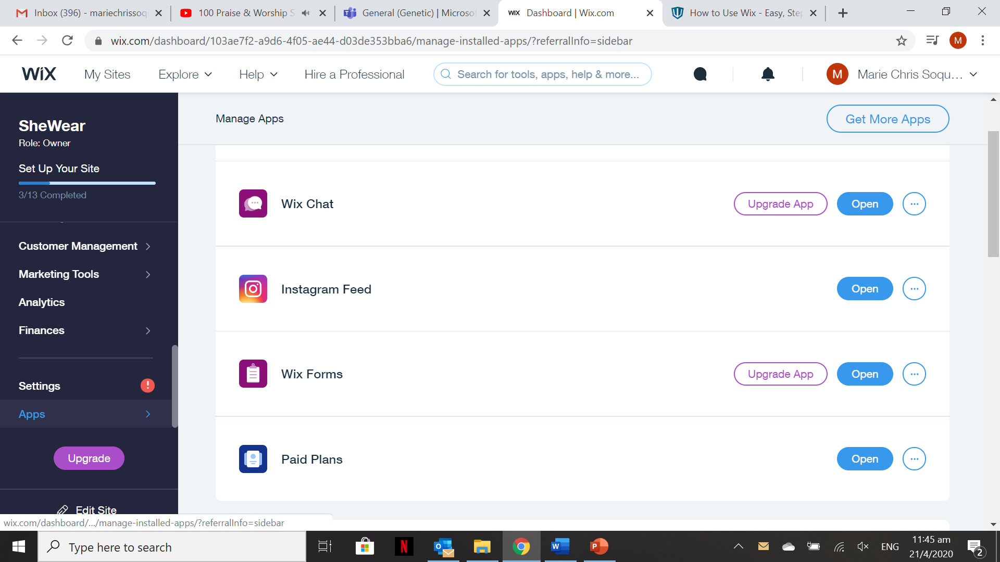 Inbox (396) - mariechrissoq
100 Praise & Worship S
General (Genetic) | Microsof
WIX Dashboard | Wix.com
How to Use Wix - Easy, Step
wix.com/dashboard/103ae7f2-a9d6-4f05-ae44-d03de353bba6/manage-installed-apps/?referralInfo=sidebar
M
WiX
My Sites
Explore
Help
Hire a Professional
Search for tools, apps, help & more...
M
Marie Chris Soqu...
SheWear
Role: Owner
Set Up Your Site
3/13 Completed
Customer Management
Marketing Tools
Analytics
Finances
Settings
!
Apps
Upgrade
Edit Site
Manage Apps
Get More Apps
Wix Chat
Upgrade App
Open
Instagram Feed
Open
Wix Forms
Upgrade App
Open
Paid Plans
Open
wix.com/dashboard/.../manage-installed-apps/?referralInfo=sidebar
Type here to search
ENG
11:45 am
21/4/2020
2